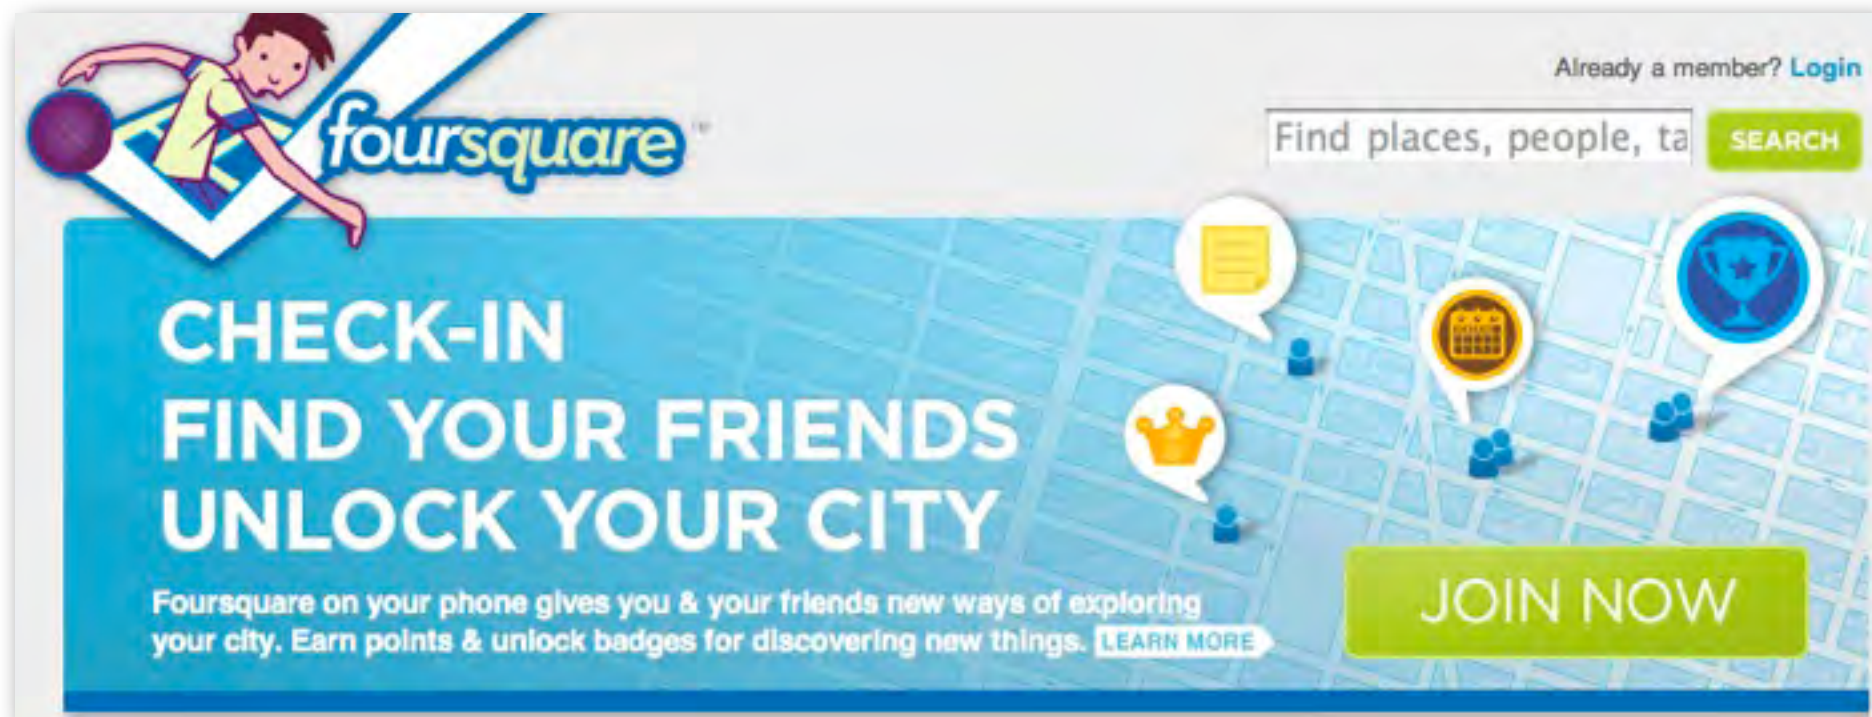 Already a member? Login
foursquare™
Find places, people, ta
SEARCH
CHECK-IN
FIND YOUR FRIENDS
UNLOCK YOUR CITY
Foursquare on your phone gives you & your friends new ways of exploring
your city. Earn points & unlock badges for discovering new things. LEARN MORE
JOIN NOW